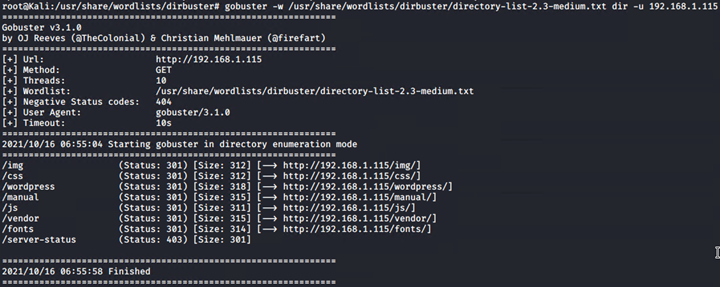 root@Kali:/usr/share/wordlists/dirbuster# gobuster -w /usr/share/wordlists/dirbuster/directory-list-2.3-medium.txt dir -u 192.168.1.115
===============================================================
Gobuster v3.1.0
by OJ Reeves (@TheColonial) & Christian Mehlmauer (@firefart)
===============================================================
[+] Url:                     http://192.168.1.115
[+] Method:                  GET
[+] Threads:                 10
[+] Wordlist:                /usr/share/wordlists/dirbuster/directory-list-2.3-medium.txt
[+] Negative Status codes:   404
[+] User Agent:              gobuster/3.1.0
[+] Timeout:                 10s
===============================================================
2021/10/16 06:55:04 Starting gobuster in directory enumeration mode
===============================================================
/img                  (Status: 301) [Size: 312] [--> http://192.168.1.115/img/]
/css                  (Status: 301) [Size: 312] [--> http://192.168.1.115/css/]
/wordpress            (Status: 301) [Size: 318] [--> http://192.168.1.115/wordpress/]
/manual               (Status: 301) [Size: 315] [--> http://192.168.1.115/manual/]
/js                   (Status: 301) [Size: 311] [--> http://192.168.1.115/js/]
/vendor               (Status: 301) [Size: 315] [--> http://192.168.1.115/vendor/]
/fonts                (Status: 301) [Size: 314] [--> http://192.168.1.115/fonts/]
/server-status        (Status: 403) [Size: 301]
===============================================================
2021/10/16 06:55:58 Finished
===============================================================